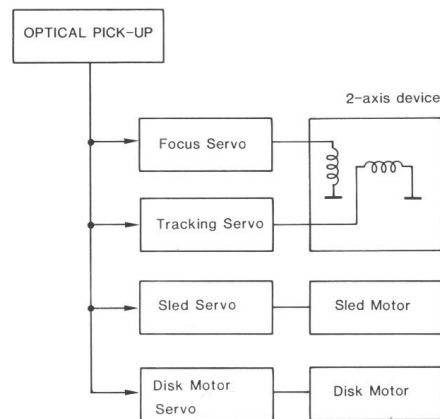 OPTICAL PICK-UP
2-axis device
Focus Servo
Tracking Servo
Sled Servo
Sled Motor
Disk Motor
Servo
Disk Motor